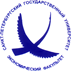 САНКТ-ПЕТЕРБУРГСКИЙ ГОСУДАРСТВЕННЫЙ УНИВЕРСИТЕТ
ЭКОНОМИЧЕСКИЙ ФАКУЛЬТЕТ